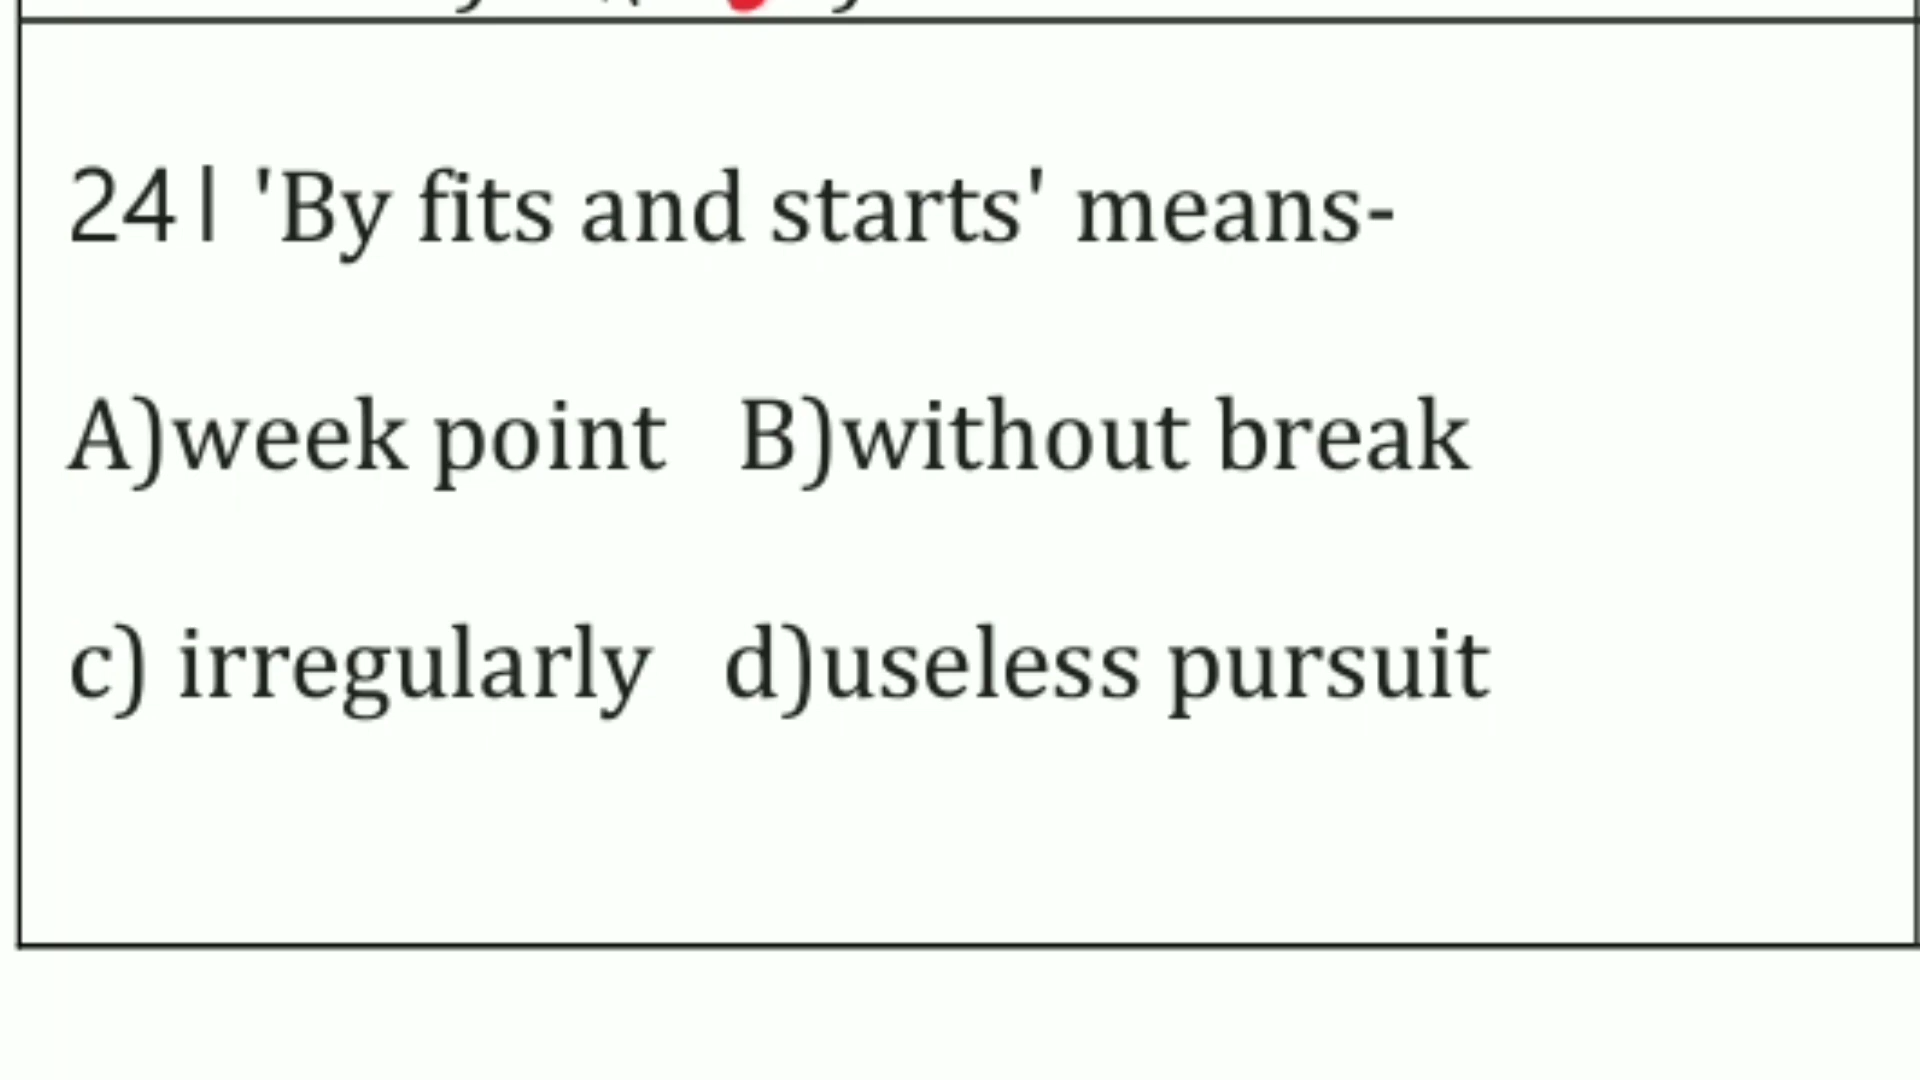 24। 'By fits and starts' means-
A)week point B)without break
c) irregularly d)useless pursuit